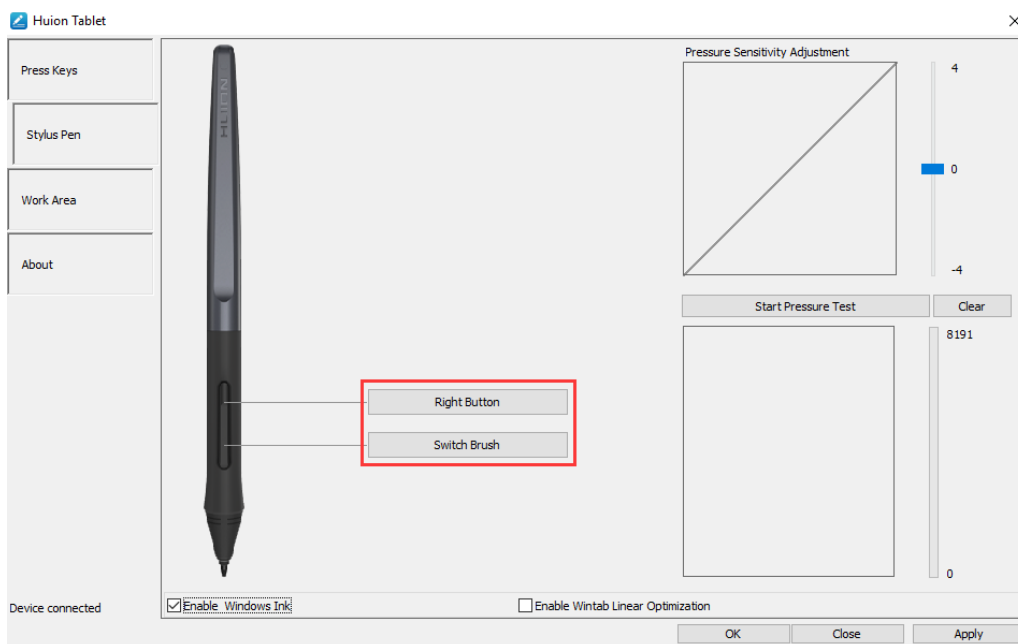 Huion Tablet
Press Keys
Stylus Pen
Work Area
About
HUION
Right Button
Switch Brush
Pressure Sensitivity Adjustment
4
0
-4
Start Pressure Test
Clear
8191
0
Device connected
Enable Windows Ink
Enable Wintab Linear Optimization
OK
Close
Apply